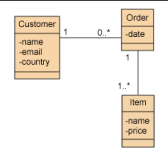 Customer
-name
-email
-country
1
0..*
Order
-date
1
1..*
Item
-name
-price